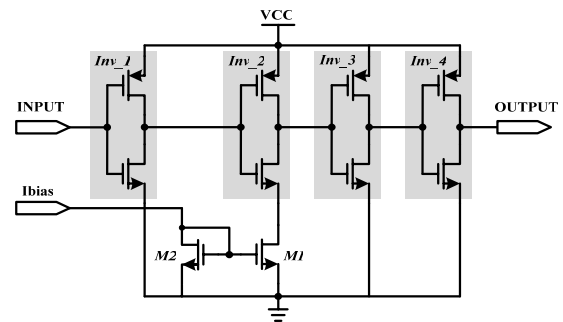 VCC
Inv_1
Inv_2
Inv_3
Inv_4
INPUT
OUTPUT
Ibias
M2
M1